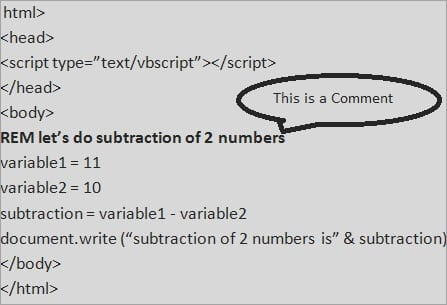 html>
<head>
<script type=”text/vbscript”></script>
</head>
This is a Comment
<body>
REM let’s do subtraction of 2 numbers
variable1 = 11
variable2 = 10
subtraction = variable1 - variable2
document.write (“subtraction of 2 numbers is” & subtraction)
</body>
</html>